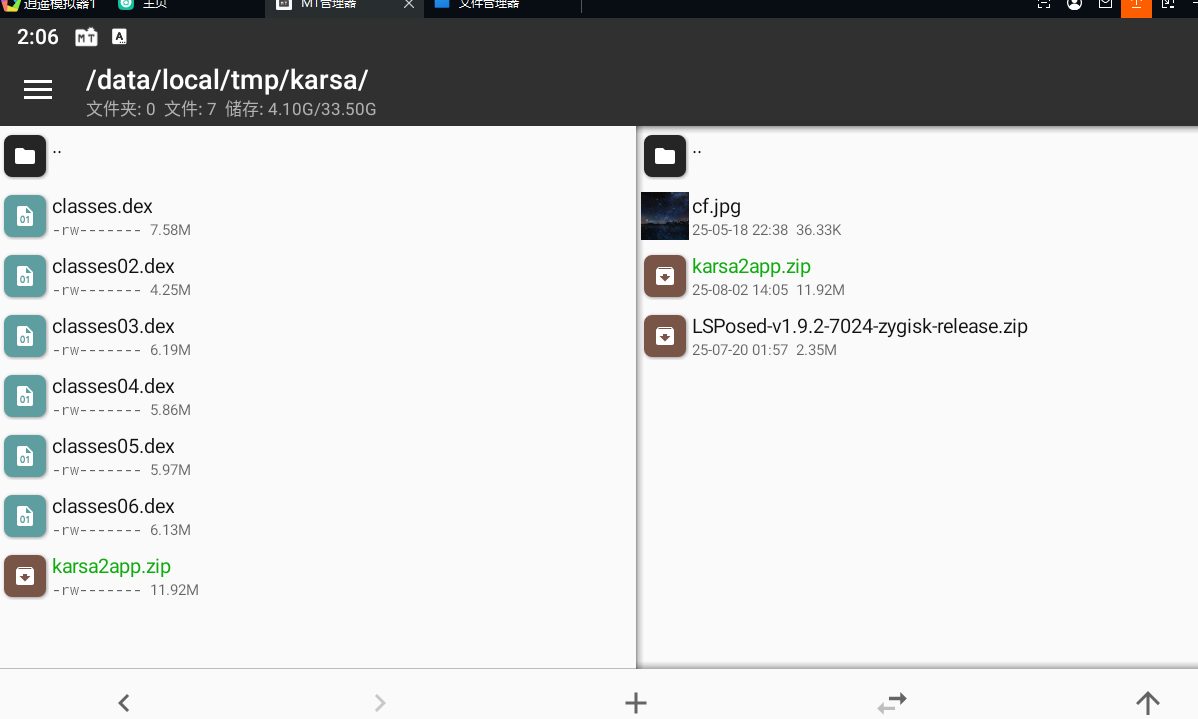 逍遥模拟器1 主页 MT管理器 文件管理器
2:06 MT A
/data/local/tmp/karsa/
文件夹: 0 文件: 7 储存: 4.10G/33.50G
..
classes.dex
-rw------- 7.58M
classes02.dex
-rw------- 4.25M
classes03.dex
-rw------- 6.19M
classes04.dex
-rw------- 5.86M
classes05.dex
-rw------- 5.97M
classes06.dex
-rw------- 6.13M
karsa2app.zip
-rw------- 11.92M
..
cf.jpg
25-05-18 22:38 36.33K
karsa2app.zip
25-08-02 14:05 11.92M
LSPosed-v1.9.2-7024-zygisk-release.zip
25-07-20 01:57 2.35M